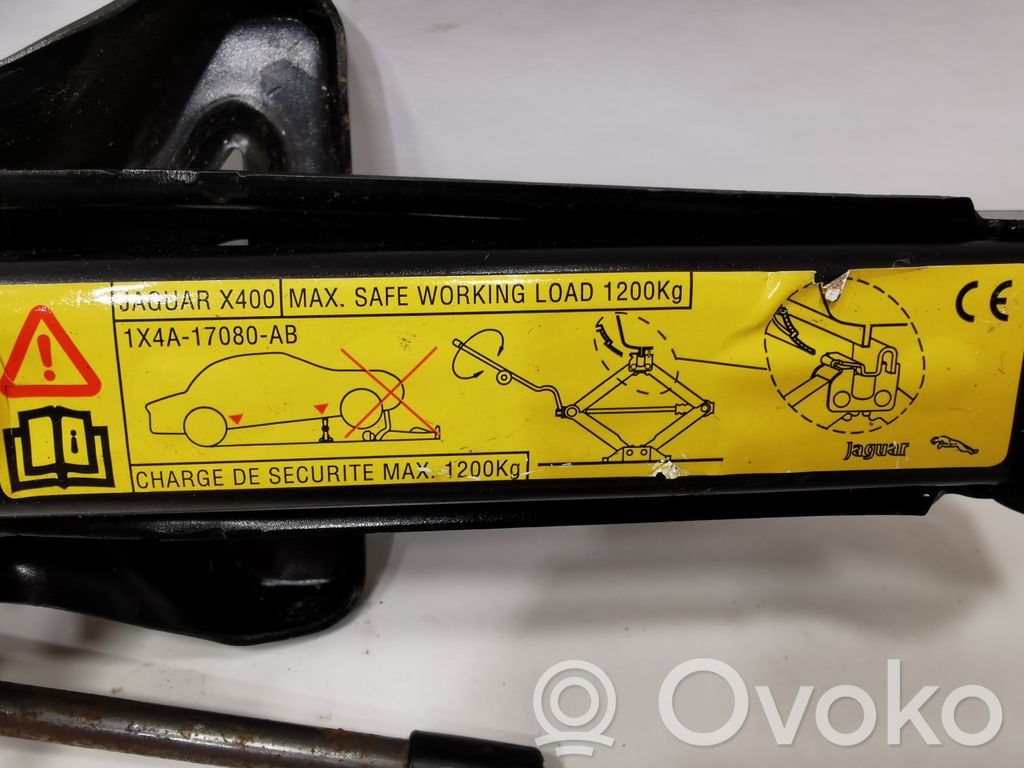 JAGUAR X400
MAX. SAFE WORKING LOAD 1200Kg
1X4A-17080-AB
CHARGE DE SECURITE MAX. 1200Kg
CE
Jaguar
Ovoko